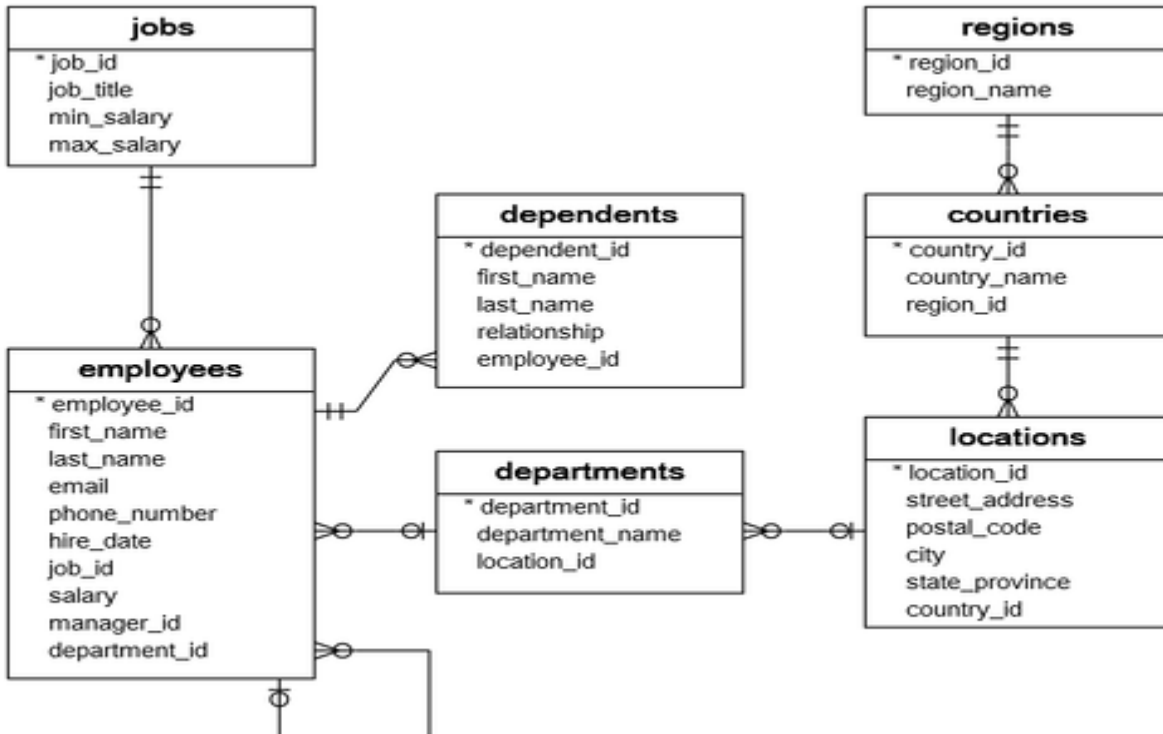 jobs
* job_id
job_title
min_salary
max_salary
regions
* region_id
region_name
dependents
* dependent_id
first_name
last_name
relationship
employee_id
countries
* country_id
country_name
region_id
employees
* employee_id
first_name
last_name
email
phone_number
hire_date
job_id
salary
manager_id
department_id
departments
* department_id
department_name
location_id
locations
* location_id
street_address
postal_code
city
state_province
country_id